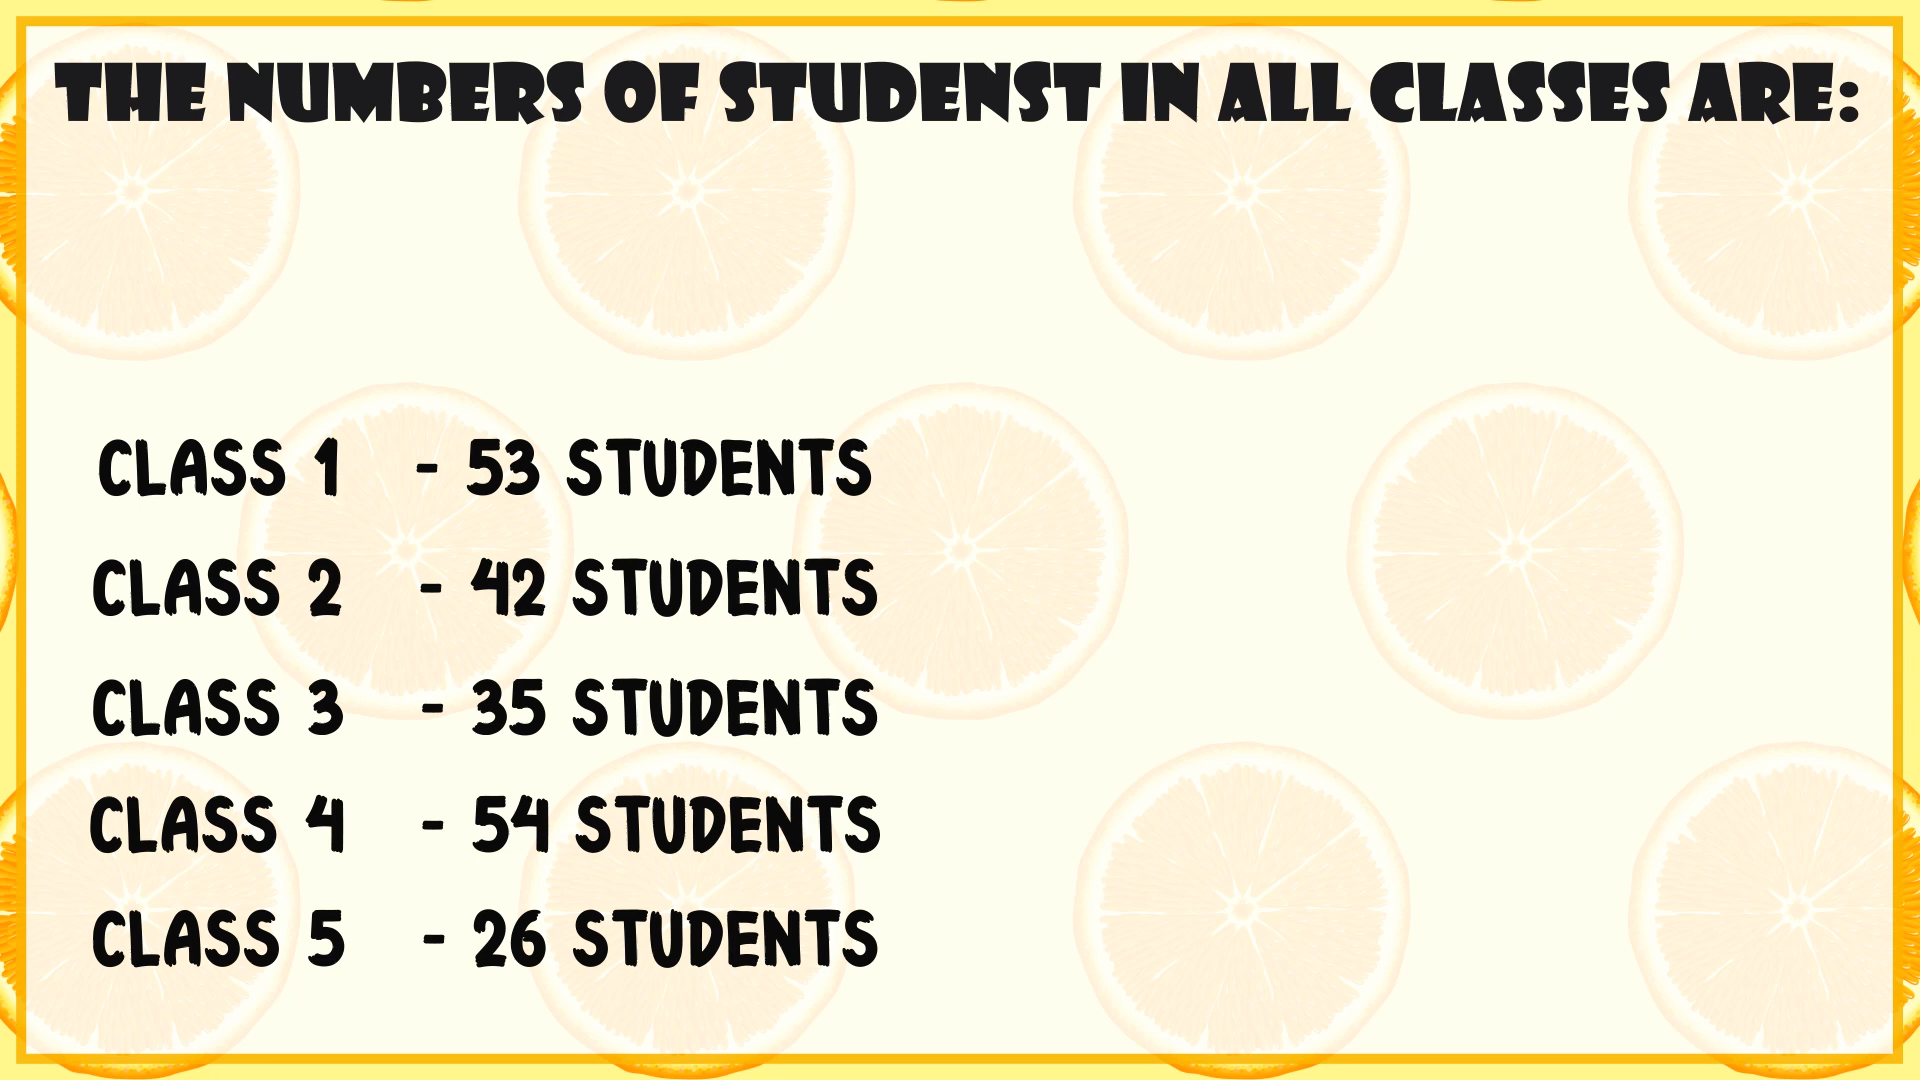 THE NUMBERS OF STUDENST IN ALL CLASSES ARE:
CLASS 1 - 53 STUDENTS
CLASS 2 - 42 STUDENTS
CLASS 3 - 35 STUDENTS
CLASS 4 - 54 STUDENTS
CLASS 5 - 26 STUDENTS